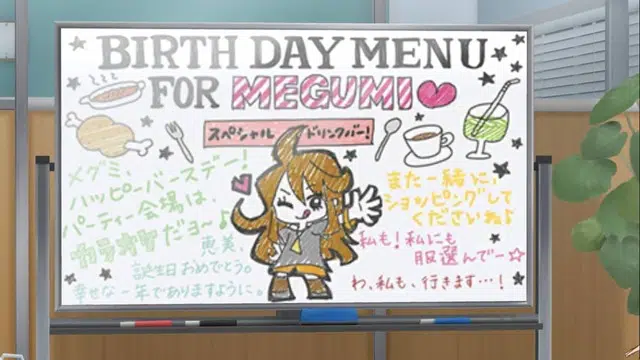 BIRTH DAY MENU
FOR MEGUMI
スペシャル ドリンクバー!
メグミ、
ハッピーバースデー!
パーティー会場は、
だヨ〜♪
恵美、
誕生日おめでとう。
幸せな一年でありますように。
また一緒に、
ショッピングして
くださいね♪
私も!私にも
服選んでー☆
わ、私も、行きます…!